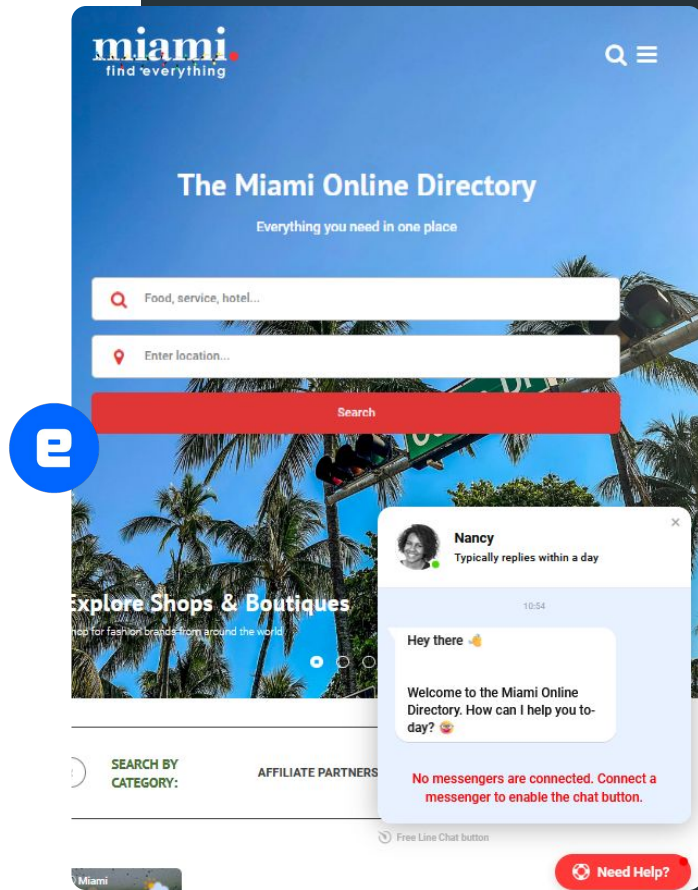 miami.
find everything
The Miami Online Directory
Everything you need in one place
Food, service, hotel...
Enter location...
Search
e
Explore Shops & Boutiques
hop for fashion brands from around the world
Nancy
Typically replies within a day
10:54
Hey there
Welcome to the Miami Online
Directory. How can I help you to-
day?
SEARCH BY
CATEGORY:
AFFILIATE PARTNERS
No messengers are connected. Connect a
messenger to enable the chat button.
Free Line Chat button
Miami
Need Help?